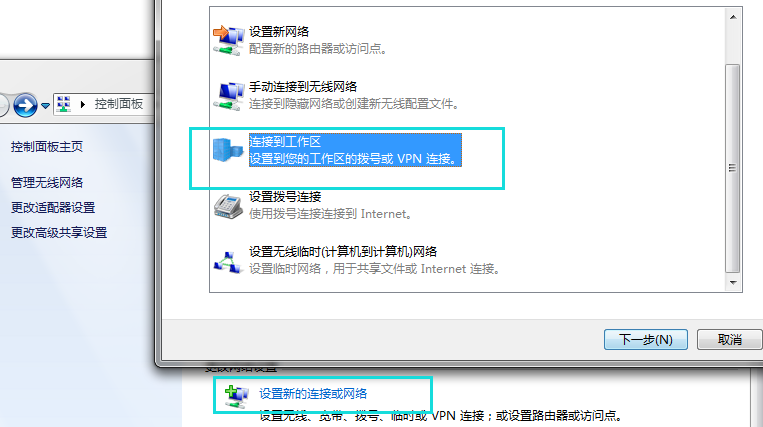 设置新网络
配置新的路由器或访问点。
手动连接到无线网络
连接到隐藏网络或创建新无线配置文件。
连接到工作区
设置到您的工作区的拨号或 VPN 连接。
设置拨号连接
使用拨号连接连接到 Internet。
设置无线临时(计算机到计算机)网络
设置临时网络，用于共享文件或 Internet 连接。
下一步(N)
取消
控制面板
控制面板主页
管理无线网络
更改适配器设置
更改高级共享设置
更改网络设置
设置新的连接或网络
设置无线、宽带、拨号、临时或 VPN 连接；或设置路由器或访问点。